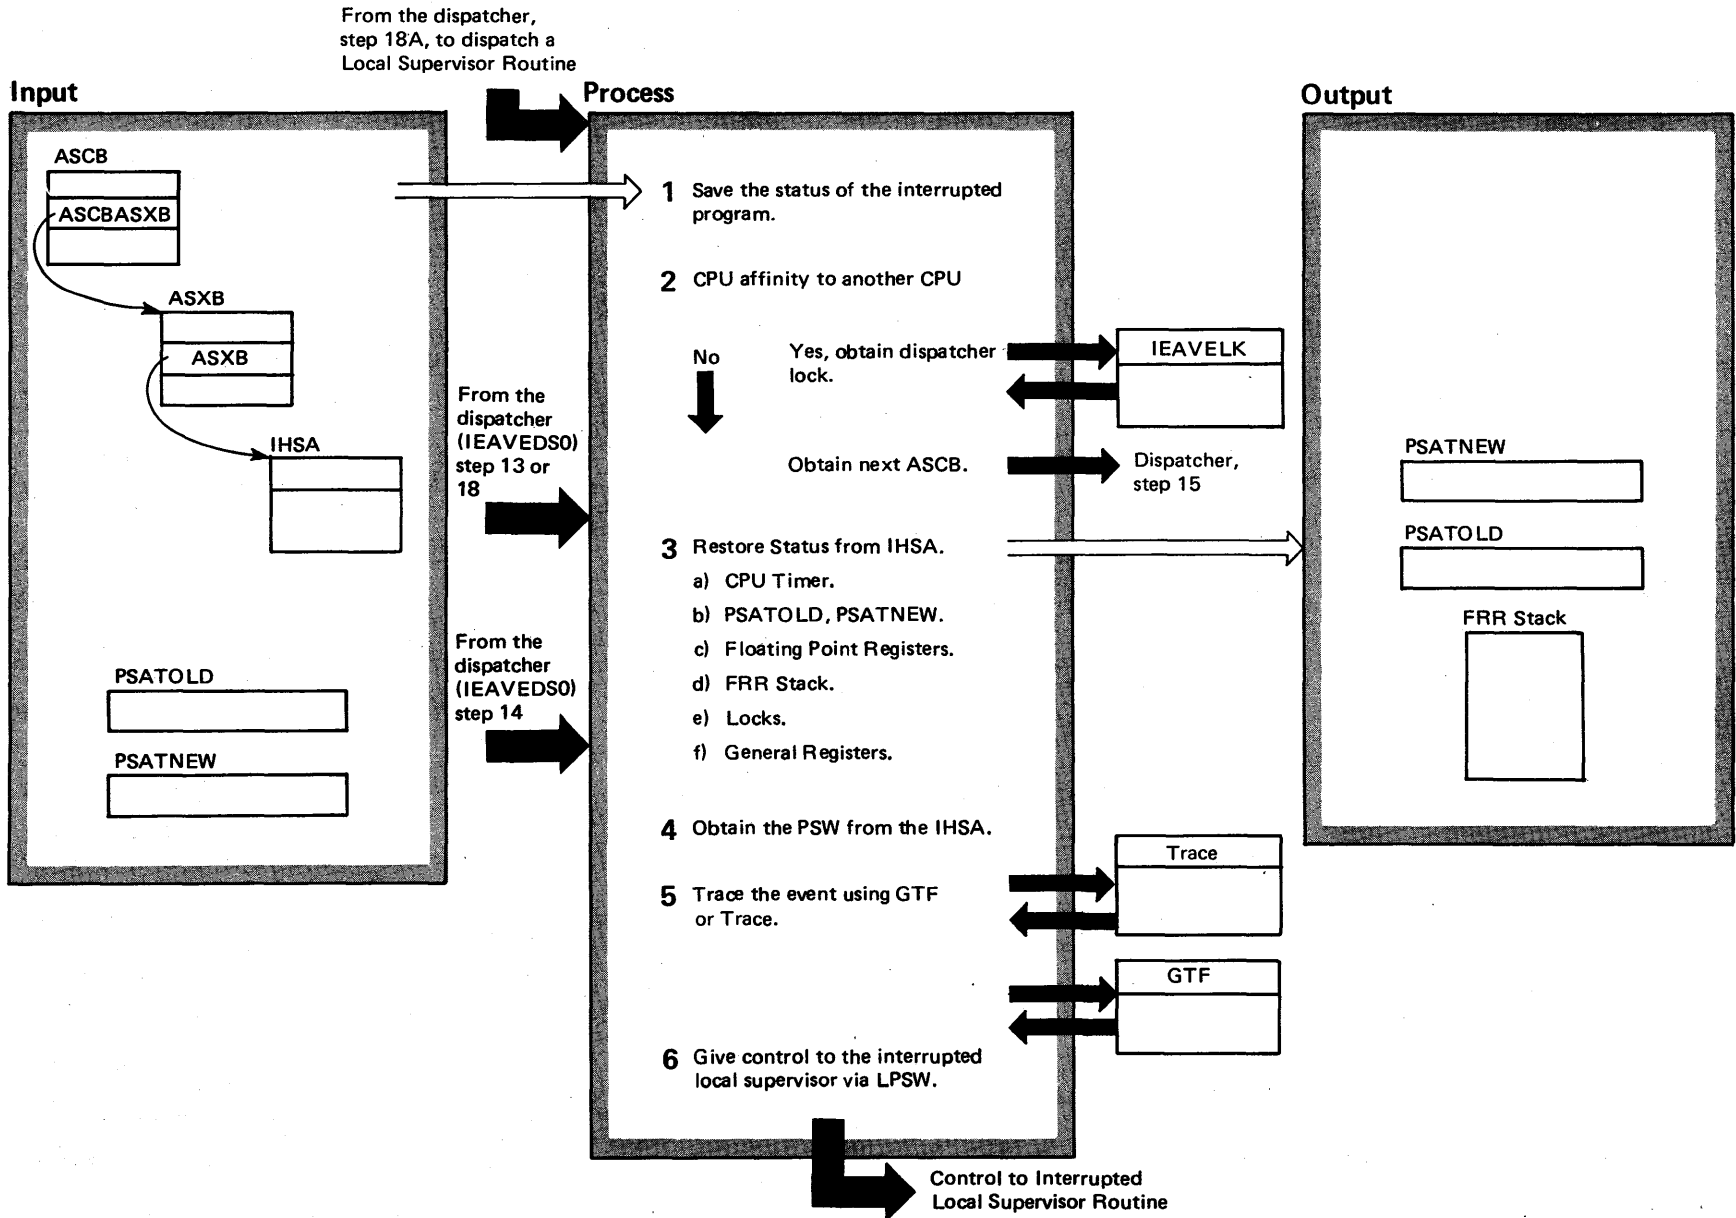 From the dispatcher,
step 18A, to dispatch a
Local Supervisor Routine
Input
Process
Output
ASCB
ASCBASXB
ASXB
ASXB
IHSA
PSATOLD
PSATNEW
From the
dispatcher
(IEAVEDS0)
step 13 or
18
From the
dispatcher
(IEAVEDS0)
step 14
1 Save the status of the interrupted
program.
2 CPU affinity to another CPU
No
Yes, obtain dispatcher
lock.
IEAVELK
Obtain next ASCB.
Dispatcher,
step 15
3 Restore Status from IHSA.
a) CPU Timer.
b) PSATOLD, PSATNEW.
c) Floating Point Registers.
d) FRR Stack.
e) Locks.
f) General Registers.
4 Obtain the PSW from the IHSA.
5 Trace the event using GTF
or Trace.
Trace
GTF
6 Give control to the interrupted
local supervisor via LPSW.
Control to Interrupted
Local Supervisor Routine
PSATNEW
PSATOLD
FRR Stack